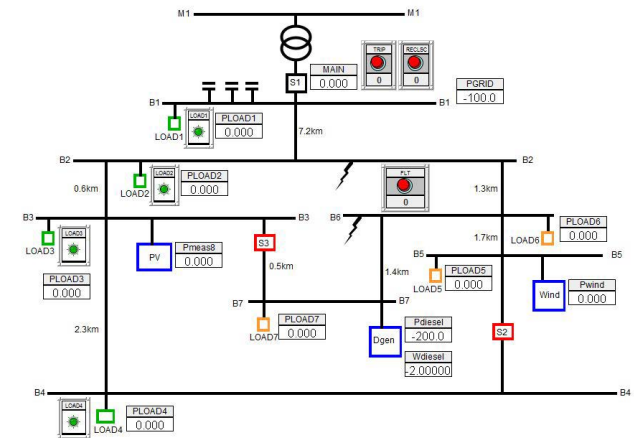 M1 M1
TRIP RECLSC
0 0
S1 MAIN
0.000
PGRID
-100.0
B1 B1
LOAD1 LOAD1 PLOAD1
0.000
7.2km
B2 B2
LOAD2 LOAD2 PLOAD2
0.000
FLT
0
0.6km 1.3km
B3 B3 B6
LOAD3 LOAD3
PV Pmeas8
0.000
S3
PLOAD6
0.000
LOAD6
1.7km
B5 B5
PLOAD3
0.000
0.5km 1.4km
LOAD5 PLOAD5
0.000
Wind Pwind
0.000
B7 B7
LOAD7 PLOAD7
0.000
Dgen Pdiesel
-200.0
Wdiesel
-2.00000
S2
2.3km
B4 B4
LOAD4 LOAD4 PLOAD4
0.000